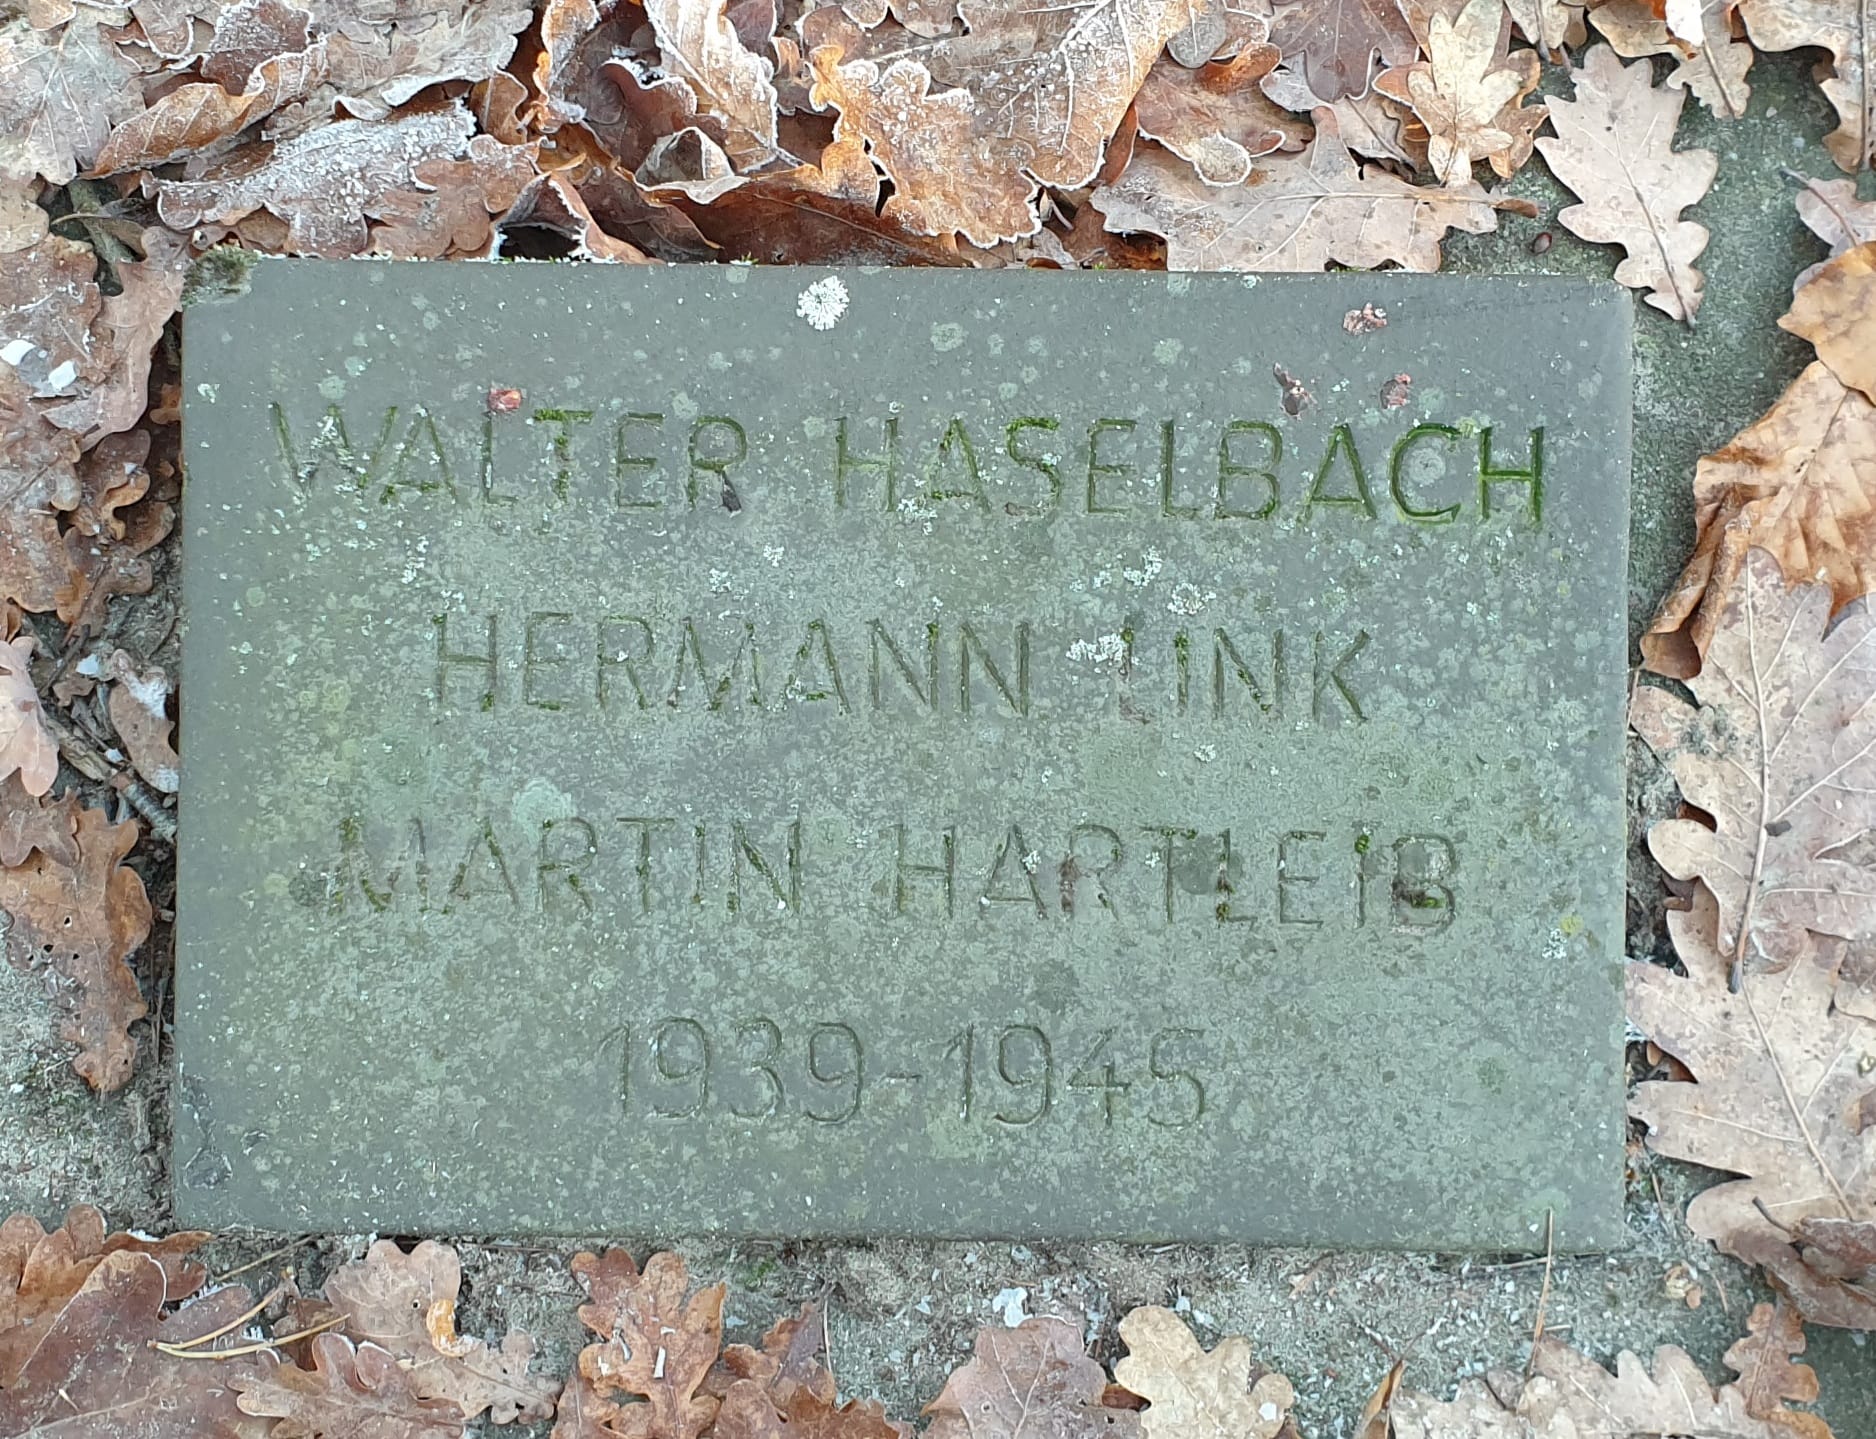 WALTER HASELBACH
HERMANN LINK
MARTIN HARTLEIB
1939-1945